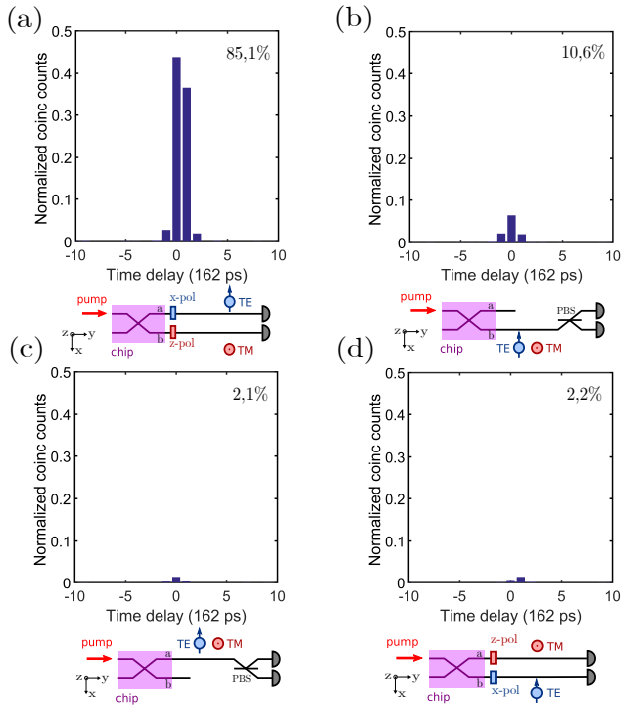 (a)
(b)
Normalized coinc counts
0.5
0.4
0.3
0.2
0.1
0
85,1%
-10
-5
0
5
10
Time delay (162 ps)
Normalized coinc counts
0.5
0.4
0.3
0.2
0.1
0
10,6%
-10
-5
0
5
10
Time delay (162 ps)
pump
x-pol
TE
a
z
y
x
b
z-pol
TM
chip
pump
a
PBS
z
y
x
b
TE
TM
chip
(c)
(d)
Normalized coinc counts
0.5
0.4
0.3
0.2
0.1
0
2,1%
-10
-5
0
5
10
Time delay (162 ps)
Normalized coinc counts
0.5
0.4
0.3
0.2
0.1
0
2,2%
-10
-5
0
5
10
Time delay (162 ps)
pump
TE
TM
a
z
y
x
b
PBS
chip
pump
z-pol
TM
a
z
y
x
b
x-pol
TE
chip